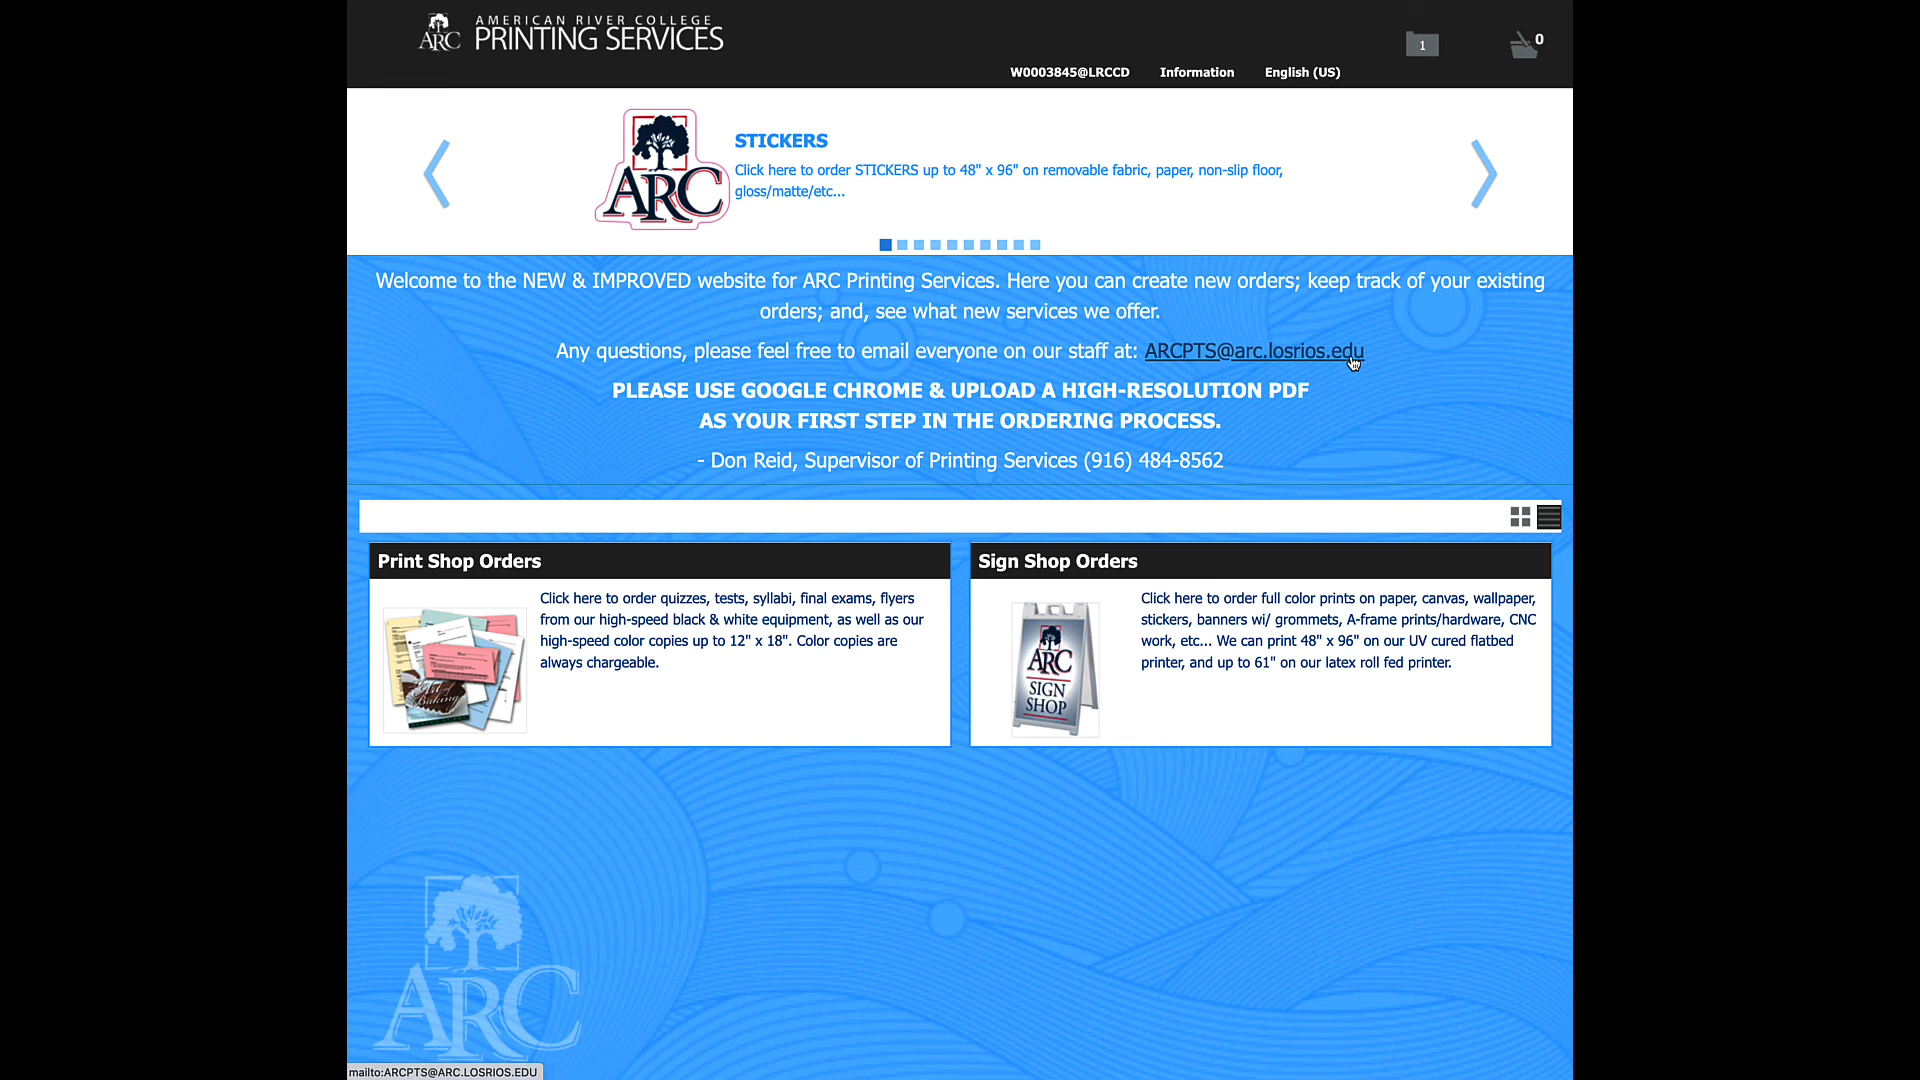 AMERICAN RIVER COLLEGE
ARC PRINTING SERVICES
1
0
W0003845@LRCCD Information English (US)
ARC
STICKERS
Click here to order STICKERS up to 48" x 96" on removable fabric, paper, non-slip floor,
gloss/matte/etc...
Welcome to the NEW & IMPROVED website for ARC Printing Services. Here you can create new orders; keep track of your existing
orders; and, see what new services we offer.
Any questions, please feel free to email everyone on our staff at: ARCPTS@arc.losrios.edu
PLEASE USE GOOGLE CHROME & UPLOAD A HIGH-RESOLUTION PDF
AS YOUR FIRST STEP IN THE ORDERING PROCESS.
- Don Reid, Supervisor of Printing Services (916) 484-8562
Print Shop Orders
Click here to order quizzes, tests, syllabi, final exams, flyers
from our high-speed black & white equipment, as well as our
high-speed color copies up to 12" x 18". Color copies are
always chargeable.
Baking
Sign Shop Orders
Click here to order full color prints on paper, canvas, wallpaper,
stickers, banners w/ grommets, A-frame prints/hardware, CNC
work, etc... We can print 48" x 96" on our UV cured flatbed
printer, and up to 61" on our latex roll fed printer.
ARC
SIGN
SHOP
ARC
mailto:ARCPTS@ARC.LOSRIOS.EDU